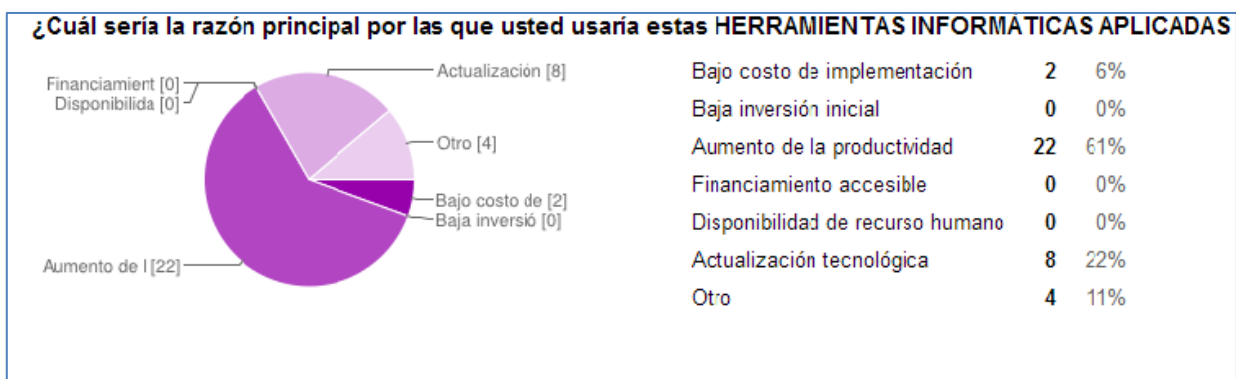 ¿Cuál sería la razón principal por las que usted usaría estas HERRAMIENTAS INFORMÁTICAS APLICADAS
Financiamient [0]
Disponibilida [0]
Actualización [8]
Otro [4]
Bajo costo de [2]
Baja inversió [0]
Aumento de l [22]
Bajo costo de implementación 2 6%
Baja inversión inicial 0 0%
Aumento de la productividad 22 61%
Financiamiento accesible 0 0%
Disponibilidad de recurso humano 0 0%
Actualización tecnológica 8 22%
Otro 4 11%